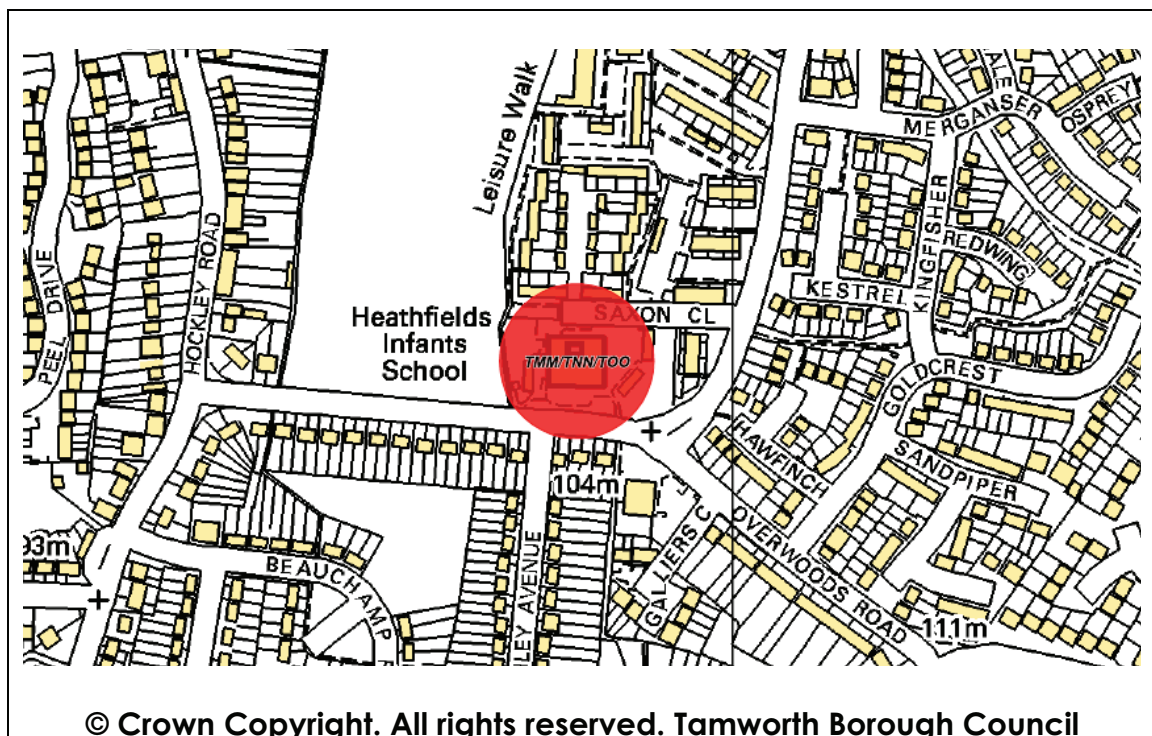 Leisure Walk
MERGANSER
OSPREY
KINGFISHER
REDWING
KESTREL
PEEL DRIVE
HOCKLEY ROAD
Heathfields
Infants
School
SAXON CL
TMM/TNN/TOO
GOLDCREST
HAWFINCH
SANDPIPER
104m
93m
BEAUCHAMP
LEY AVENUE
GALLIERS C
OVERWOODS ROAD
111m
© Crown Copyright. All rights reserved. Tamworth Borough Council